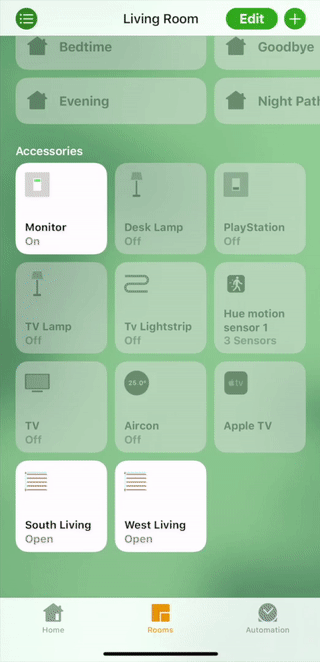 Living Room
Edit
Bedtime
Goodbye
Evening
Night Path
Accessories
Monitor
On
Desk Lamp
Off
PlayStation
Off
TV Lamp
Off
Tv Lightstrip
Off
Hue motion
sensor 1
3 Sensors
TV
Off
25.0°
Aircon
Off
tv
Apple TV
South Living
Open
West Living
Open
Home
Rooms
Automation